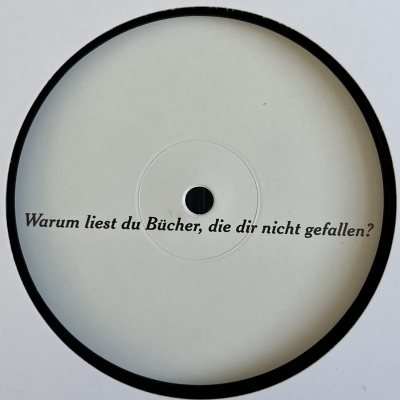 Warum liest du Bücher, die dir nicht gefallen?